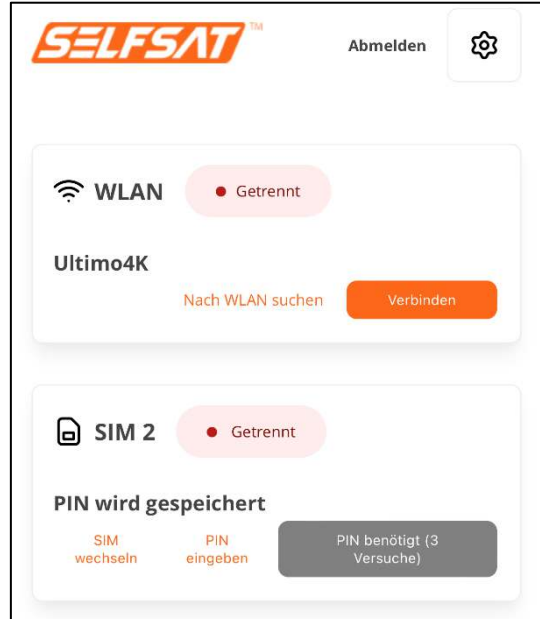 SELFSAT™
Abmelden
WLAN
Getrennt
Ultimo4K
Nach WLAN suchen
Verbinden
SIM 2
Getrennt
PIN wird gespeichert
SIM
wechseln
PIN
eingeben
PIN benötigt (3
Versuche)